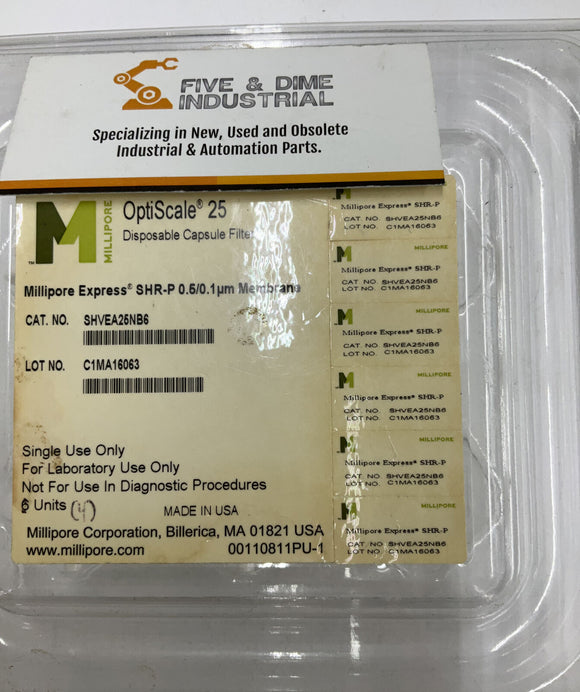 FIVE & DIME
INDUSTRIAL
Specializing in New, Used and Obsolete
Industrial & Automation Parts.
M
™
MILLIPORE
OptiScale® 25
Disposable Capsule Filte
Millipore Express® SHR-P 0.5/0.1µm Membrane
CAT. NO. SHVEA25NB6
LOT NO. C1MA16063
Single Use Only
For Laboratory Use Only
Not For Use In Diagnostic Procedures
6 Units (4) MADE IN USA
Millipore Corporation, Billerica, MA 01821 USA
www.millipore.com 00110811PU-1
Millipore Express® SHR-P
CAT NO. SHVEA25NB6
LOT NO. C1MA16063
M MILLIPORE
Millipore Express® SHR-P
CAT NO. SHVEA25NB6
LOT NO. C1MA16063
M MILLIPORE
Millipore Express® SHR-P
CAT NO. SHVEA25NB6
LOT NO. C1MA16063
M MILLIPORE
Millipore Express® SHR-P
CAT NO. SHVEA25NB6
LOT NO. C1MA16063
M MILLIPORE
Millipore Express® SHR-P
CAT NO. SHVEA25NB6
LOT NO. C1MA16063
M MILLIPORE
Millipore Express® SHR-P
CAT NO. SHVEA25NB6
LOT NO. C1MA16063